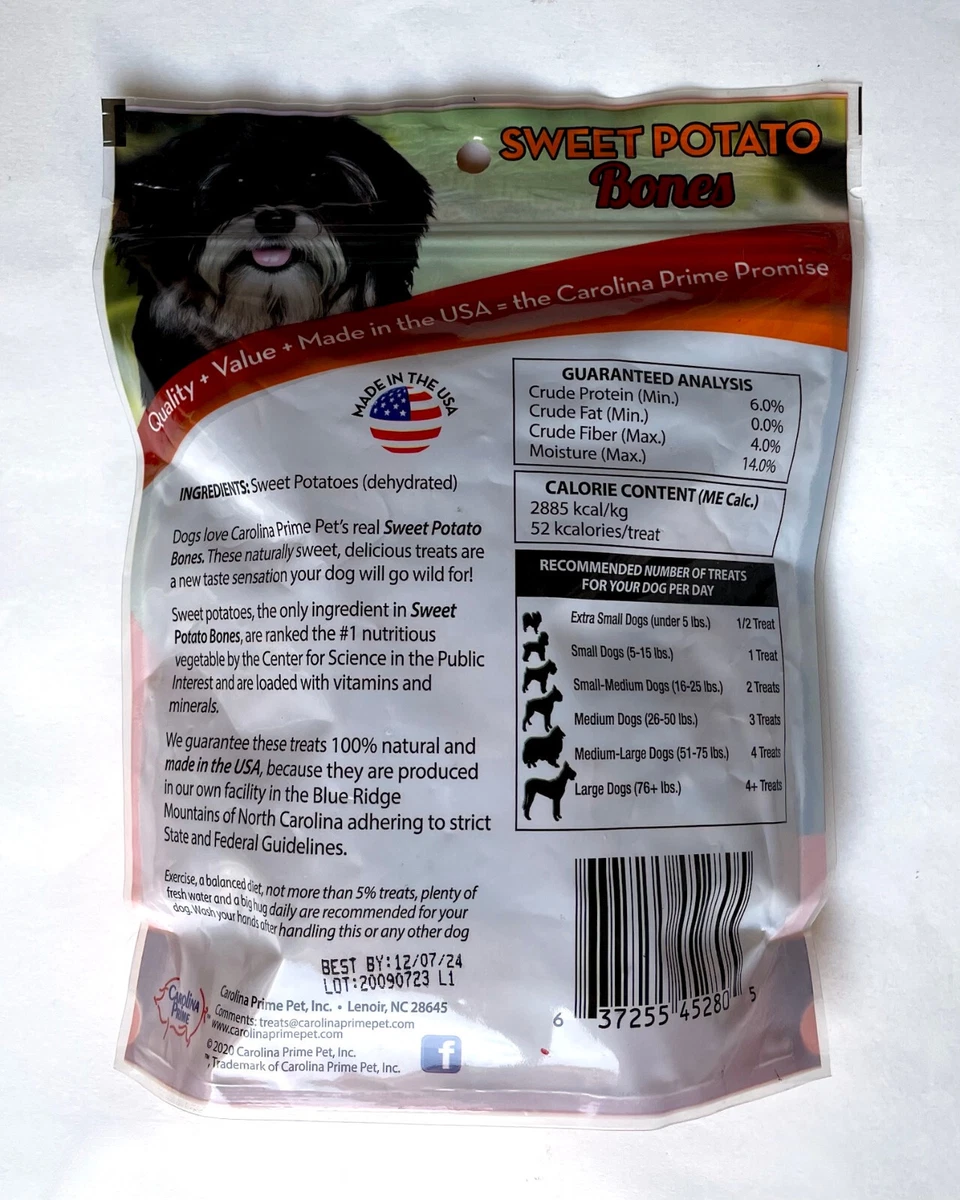 SWEET POTATO
Bones
Quality + Value + Made in the USA = the Carolina Prime Promise
MADE IN THE USA
INGREDIENTS: Sweet Potatoes (dehydrated)
Dogs love Carolina Prime Pet's real Sweet Potato
Bones. These naturally sweet, delicious treats are
a new taste sensation your dog will go wild for!
Sweet potatoes, the only ingredient in Sweet
Potato Bones, are ranked the #1 nutritious
vegetable by the Center for Science in the Public
Interest and are loaded with vitamins and
minerals.
We guarantee these treats 100% natural and
made in the USA, because they are produced
in our own facility in the Blue Ridge
Mountains of North Carolina adhering to strict
State and Federal Guidelines.
Exercise, a balanced diet, not more than 5% treats, plenty of
fresh water and a big hug daily are recommended for your
dog. Wash your hands after handling this or any other dog
BEST BY:12/07/24
LOT:20090723 L1
CAROLINA
PRIME
™
Carolina Prime Pet, Inc. • Lenoir, NC 28645
Comments: treats@carolinaprimepet.com
www.carolinaprimepet.com
©2020 Carolina Prime Pet, Inc.
™, Trademark of Carolina Prime Pet, Inc.
f
GUARANTEED ANALYSIS
Crude Protein (Min.) 6.0%
Crude Fat (Min.) 0.0%
Crude Fiber (Max.) 4.0%
Moisture (Max.) 14.0%
CALORIE CONTENT (ME Calc.)
2885 kcal/kg
52 kcalories/treat
RECOMMENDED NUMBER OF TREATS
FOR YOUR DOG PER DAY
Extra Small Dogs (under 5 lbs.) 1/2 Treat
Small Dogs (5-15 lbs.) 1 Treat
Small-Medium Dogs (16-25 lbs.) 2 Treats
Medium Dogs (26-50 lbs.) 3 Treats
Medium-Large Dogs (51-75 lbs.) 4 Treats
Large Dogs (76+ lbs.) 4+ Treats
6 37255 45280 5